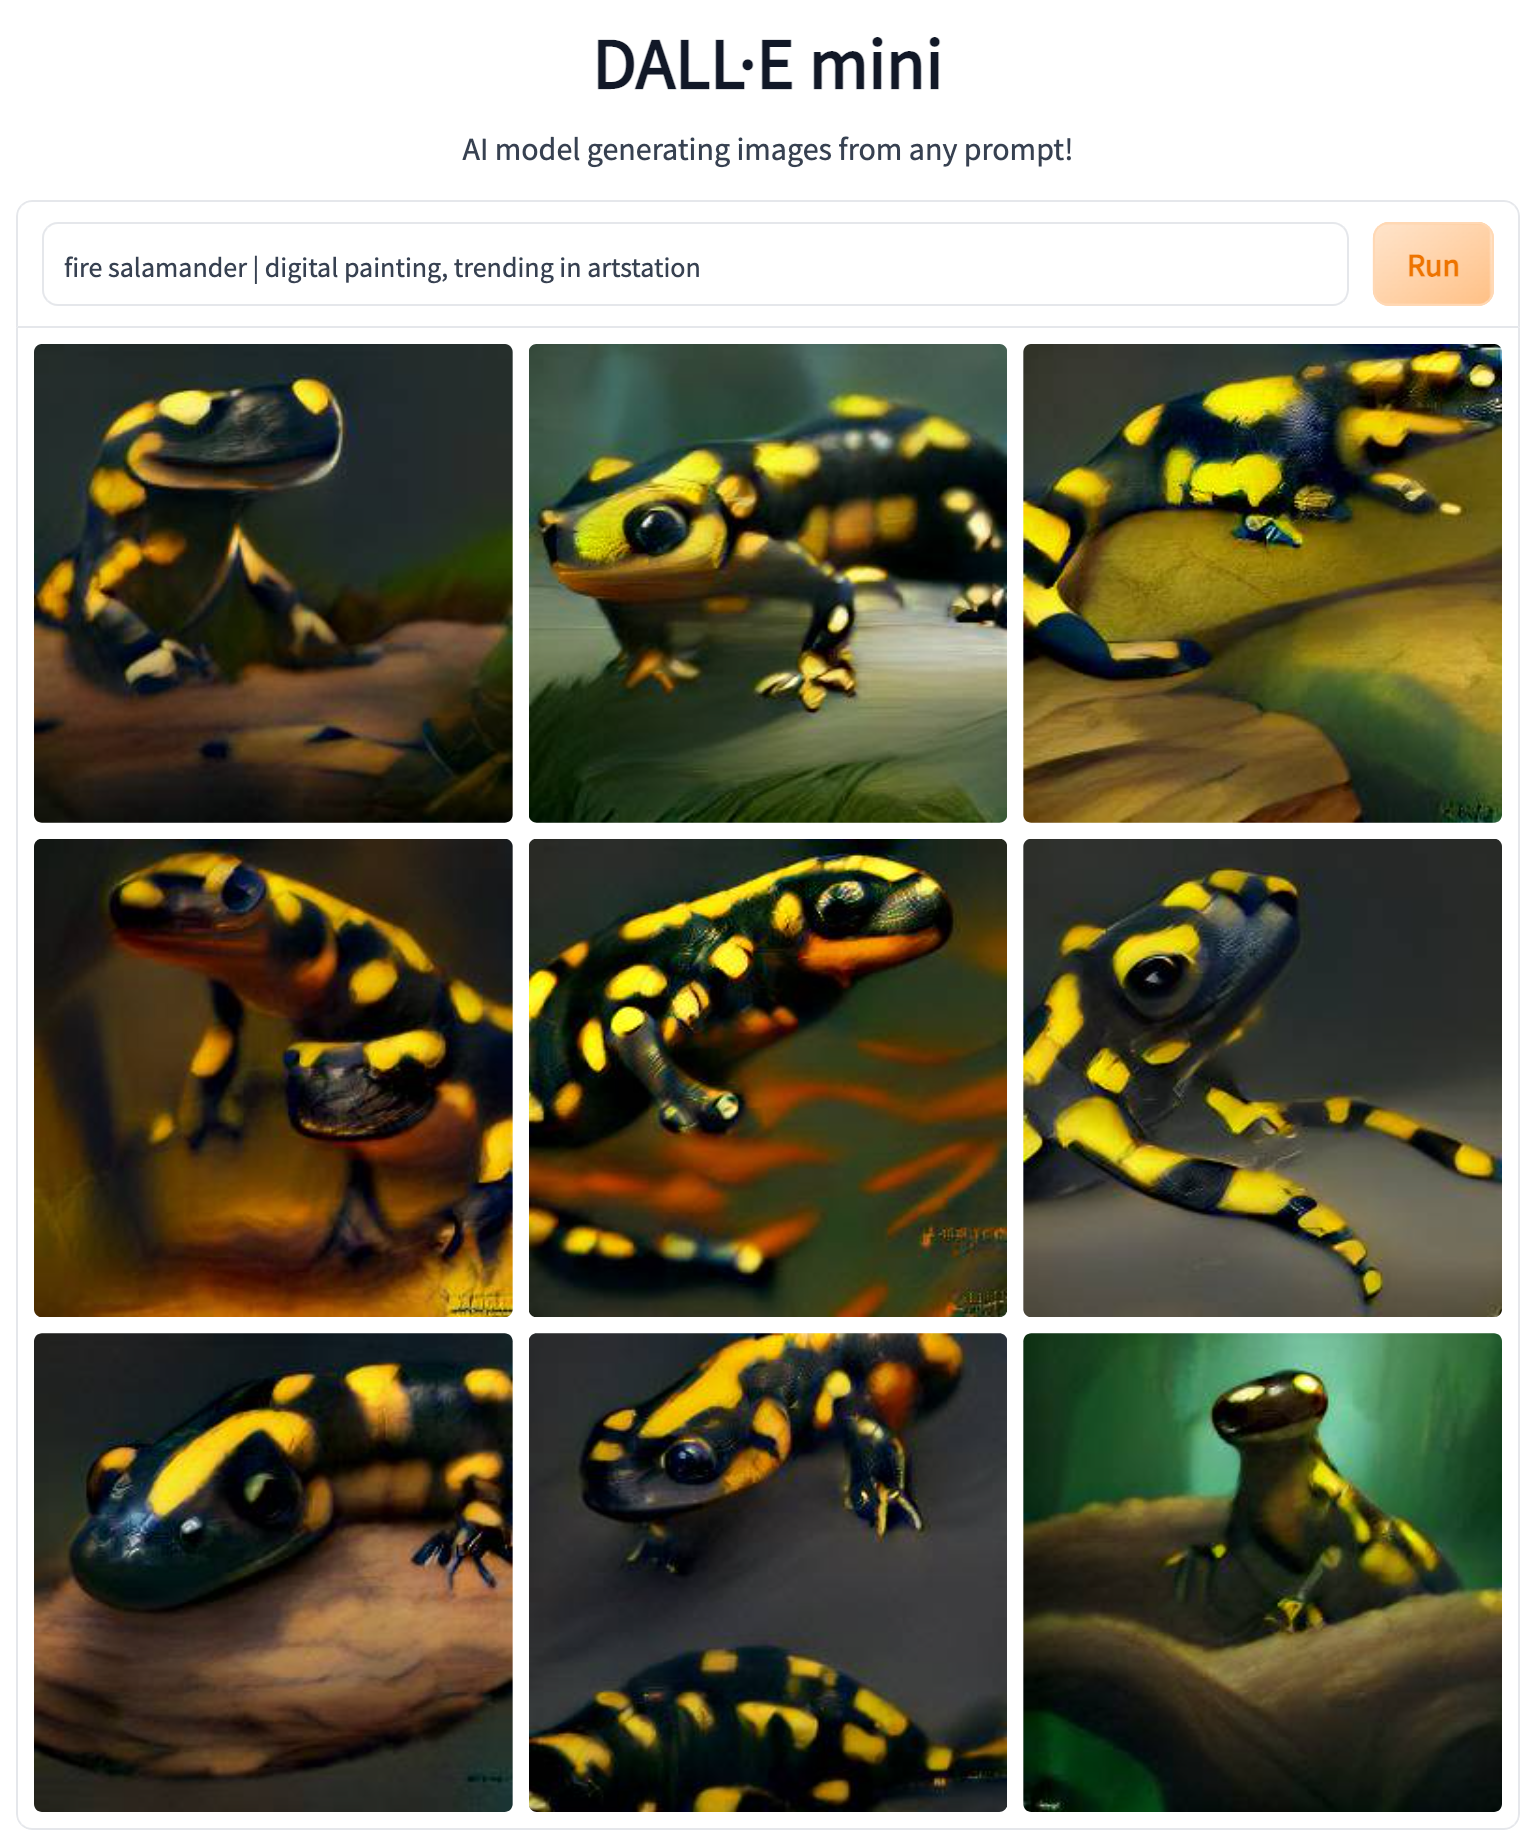 DALL·E mini
AI model generating images from any prompt!
fire salamander | digital painting, trending in artstation
Run